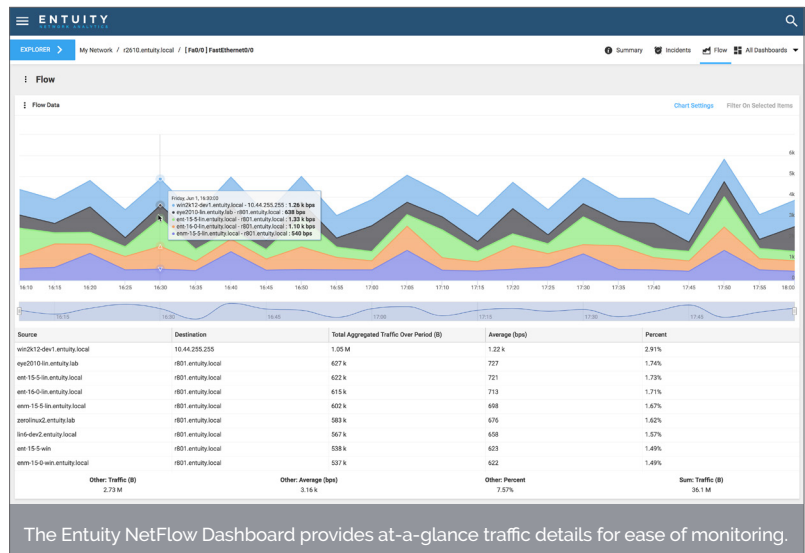 ENTUITY
NETWORK ANALYTICS
EXPLORER My Network / r2610.entuity.local / [ Fa0/0 ] FastEthernet0/0 Summary Incidents Flow All Dashboards
Flow
Flow Data Chart Settings Filter On Selected Items
6k
5k
4k
3k
1k
0
Friday, Jun 1, 16:30:03
win2k12-dev1.entuity.local - 10.44.255.255 : 1.26 k bps
eye2010-lin.entuity.lab - r801.entuity.local : 638 bps
ent-15-5-lin.entuity.local - r801.entuity.local : 1.33 k bps
ent-16-0-lin.entuity.local - r801.entuity.local : 1.10 k bps
enm-15-5-lin.entuity.local - r801.entuity.local : 540 bps
16:10 16:15 16:20 16:25 16:30 16:35 16:40 16:45 16:50 16:55 17:00 17:05 17:10 17:15 17:20 17:25 17:30 17:35 17:40 17:45 17:50 17:55 18:00
16:15 16:30 16:45 17:00 17:15 17:30 17:45
Source Destination Total Aggregated Traffic Over Period (B) Average (bps) Percent
win2k12-dev1.entuity.local 10.44.255.255 1.05 M 1.22 k 2.91%
eye2010-lin.entuity.lab r801.entuity.local 627 k 727 1.74%
ent-15-5-lin.entuity.local r801.entuity.local 622 k 721 1.73%
ent-16-0-lin.entuity.local r801.entuity.local 615 k 713 1.71%
enm-15-5-lin.entuity.local r801.entuity.local 602 k 698 1.67%
zerolinux2.entuity.lab r801.entuity.local 583 k 676 1.62%
lin6-dev2.entuity.local r801.entuity.local 567 k 658 1.57%
ent-15-5-win r801.entuity.local 538 k 623 1.49%
enm-15-0-win.entuity.local r801.entuity.local 537 k 622 1.49%
Other: Traffic (B) Other: Average (bps) Other: Percent Sum: Traffic (B)
2.73 M 3.16 k 7.57% 36.1 M
The Entuity NetFlow Dashboard provides at-a-glance traffic details for ease of monitoring.